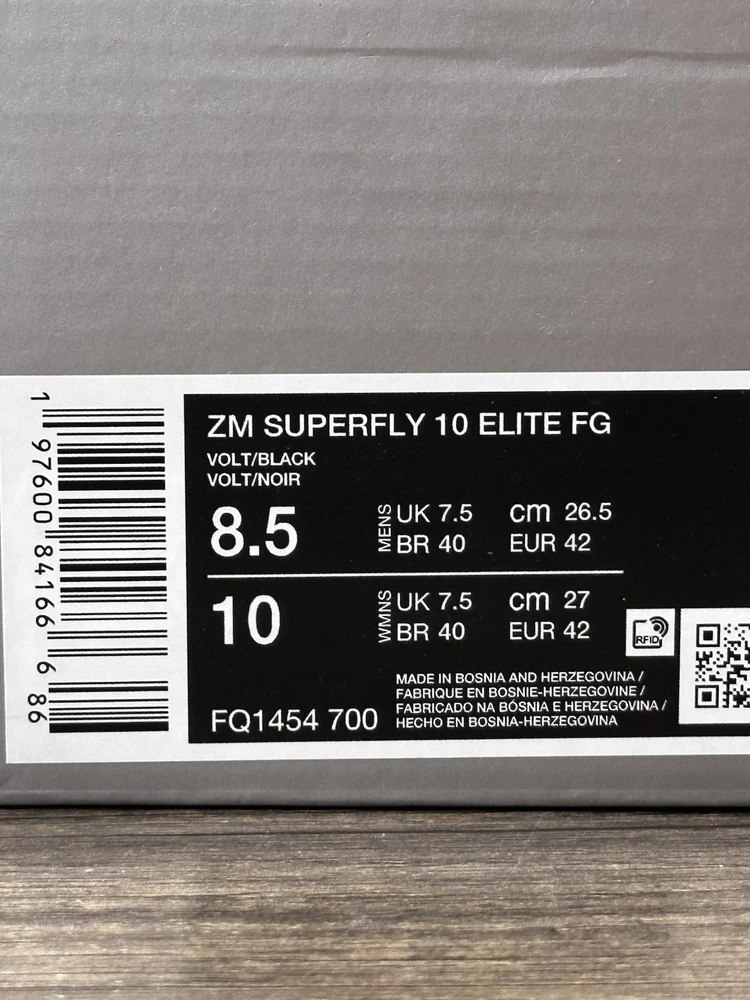 1 97600 84166 6 86
ZM SUPERFLY 10 ELITE FG
VOLT/BLACK
VOLT/NOIR
8.5 MENS UK 7.5 cm 26.5
BR 40 EUR 42
10 WMNS UK 7.5 cm 27
BR 40 EUR 42
RFID
FQ1454 700
MADE IN BOSNIA AND HERZEGOVINA /
FABRIQUE EN BOSNIE-HERZEGOVINE /
FABRICADO NA BÓSNIA E HERZEGOVINA /
HECHO EN BOSNIA-HERZEGOVINA